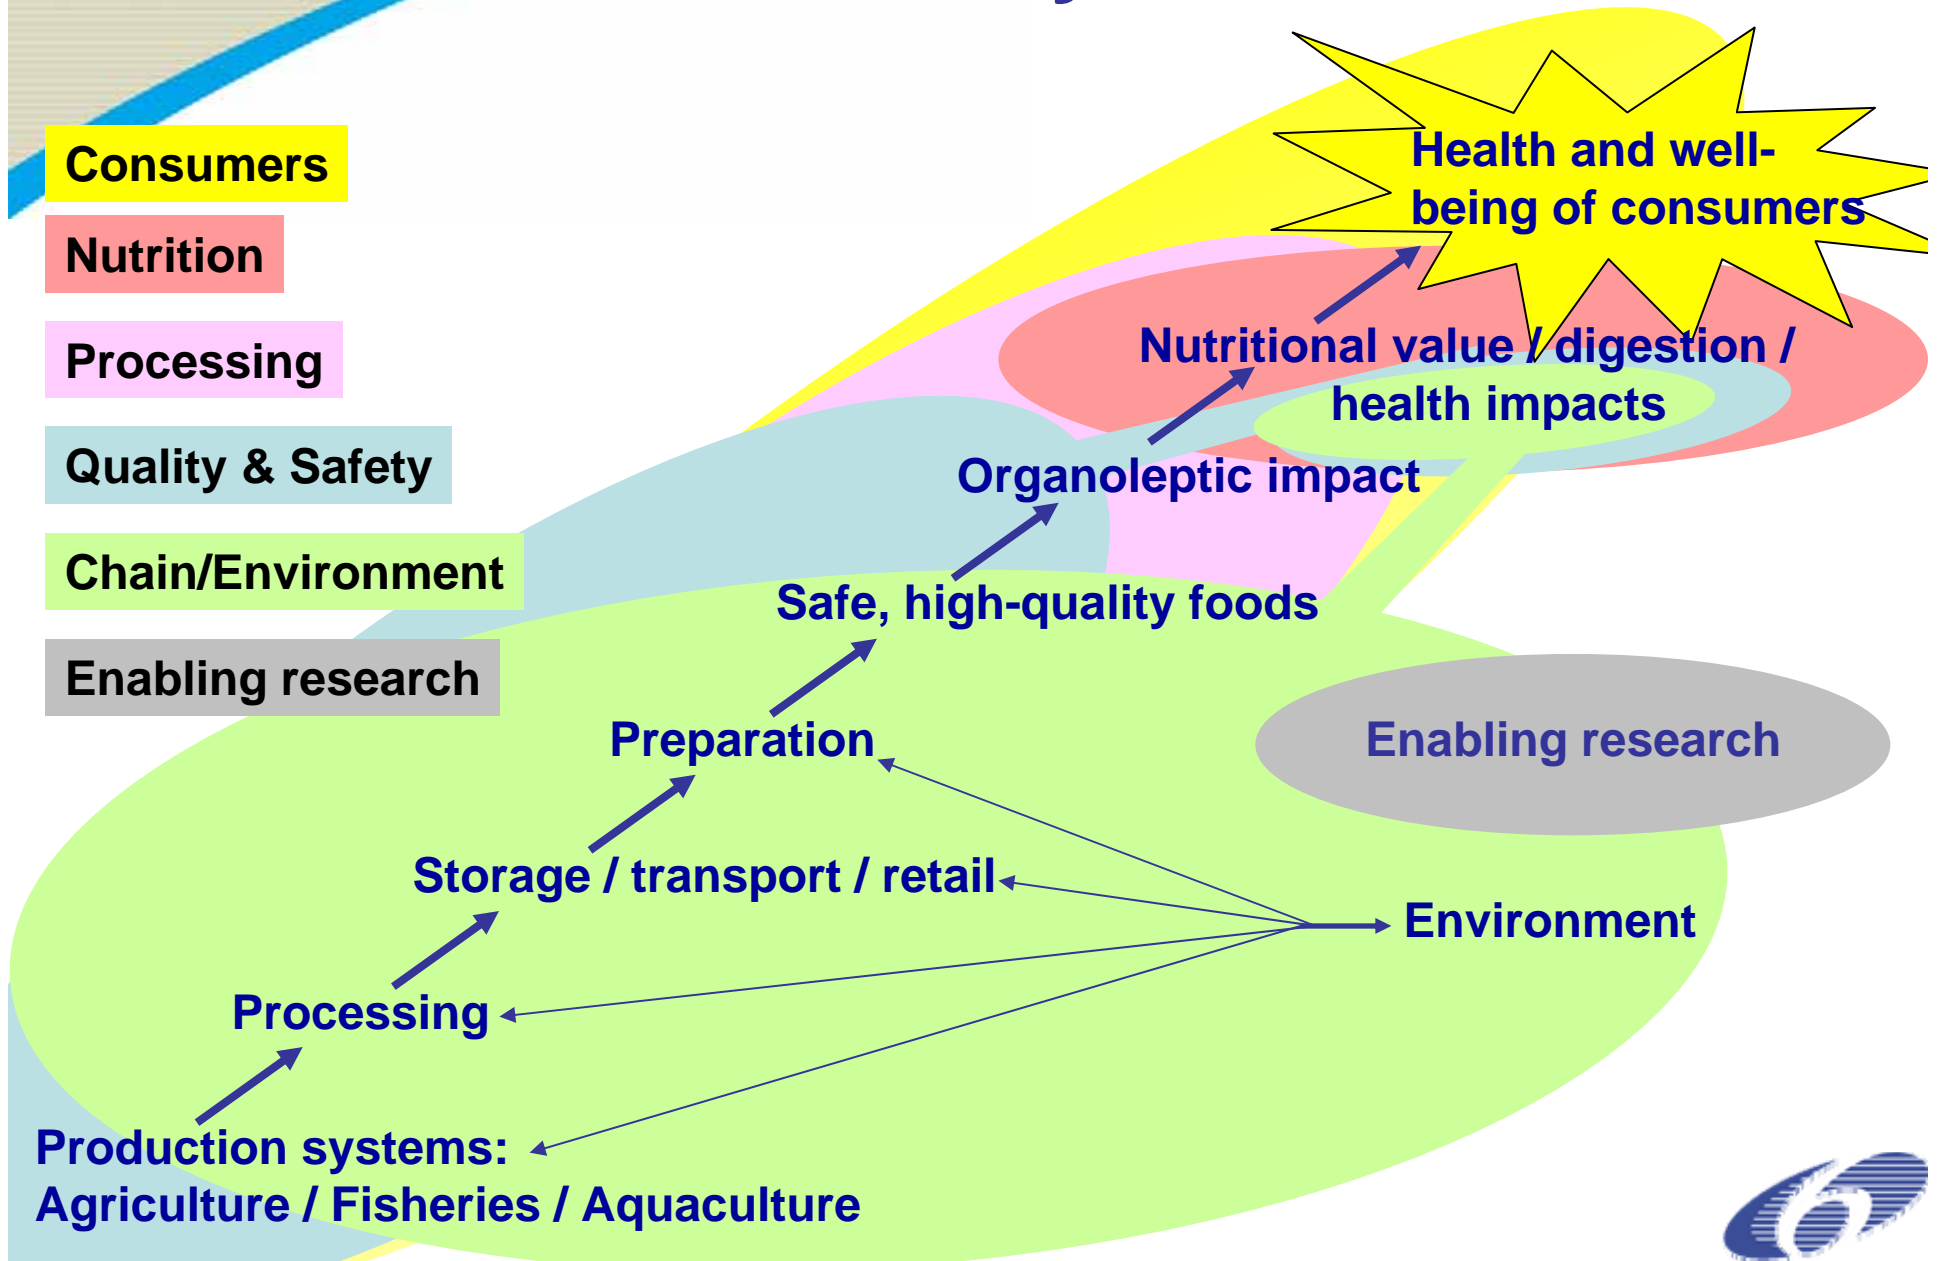 Consumers
Nutrition
Processing
Quality & Safety
Chain/Environment
Enabling research
Health and well-
being of consumers
Nutritional value / digestion /
health impacts
Organoleptic impact
Safe, high-quality foods
Preparation
Enabling research
Storage / transport / retail
Environment
Processing
Production systems:
Agriculture / Fisheries / Aquaculture
6